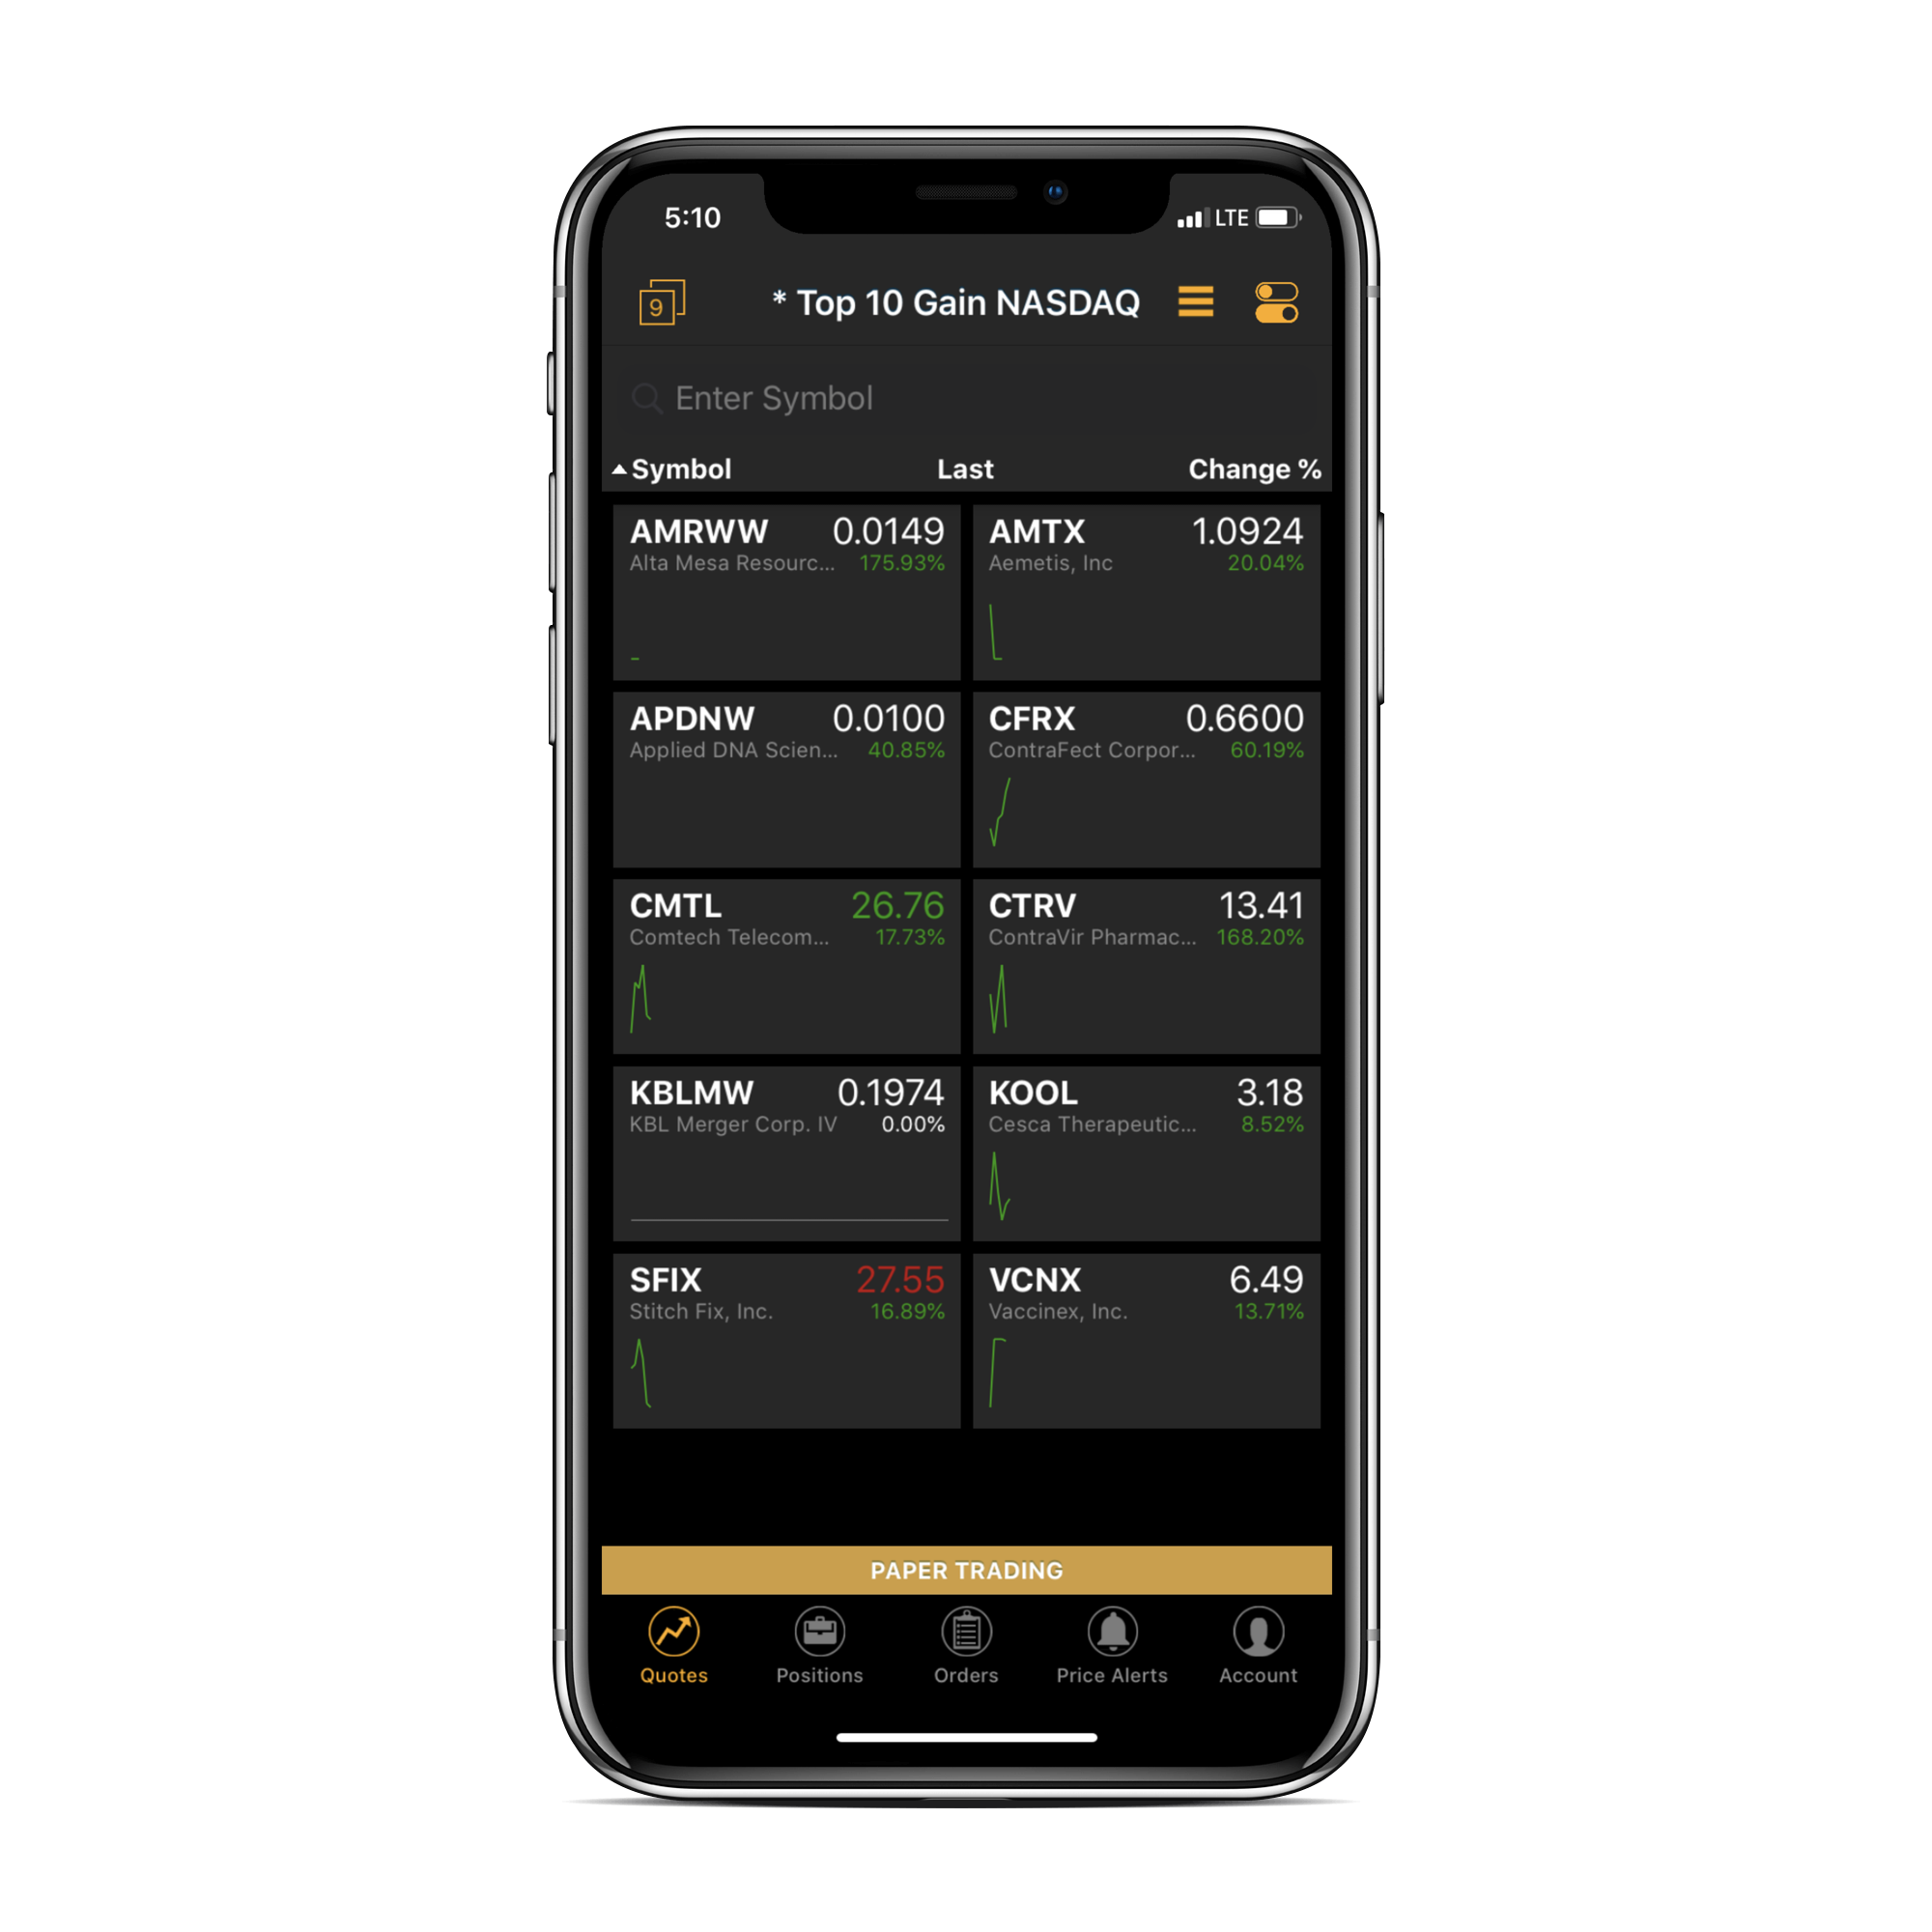 5:10 LTE
9 * Top 10 Gain NASDAQ
Enter Symbol
Symbol Last Change %
AMRWW 0.0149
Alta Mesa Resourc... 175.93%
AMTX 1.0924
Aemetis, Inc 20.04%
APDNW 0.0100
Applied DNA Scien... 40.85%
CFRX 0.6600
ContraFect Corpor... 60.19%
CMTL 26.76
Comtech Telecom... 17.73%
CTRV 13.41
ContraVir Pharmac... 168.20%
KBLMW 0.1974
KBL Merger Corp. IV 0.00%
KOOL 3.18
Cesca Therapeutic... 8.52%
SFIX 27.55
Stitch Fix, Inc. 16.89%
VCNX 6.49
Vaccinex, Inc. 13.71%
PAPER TRADING
Quotes Positions Orders Price Alerts Account